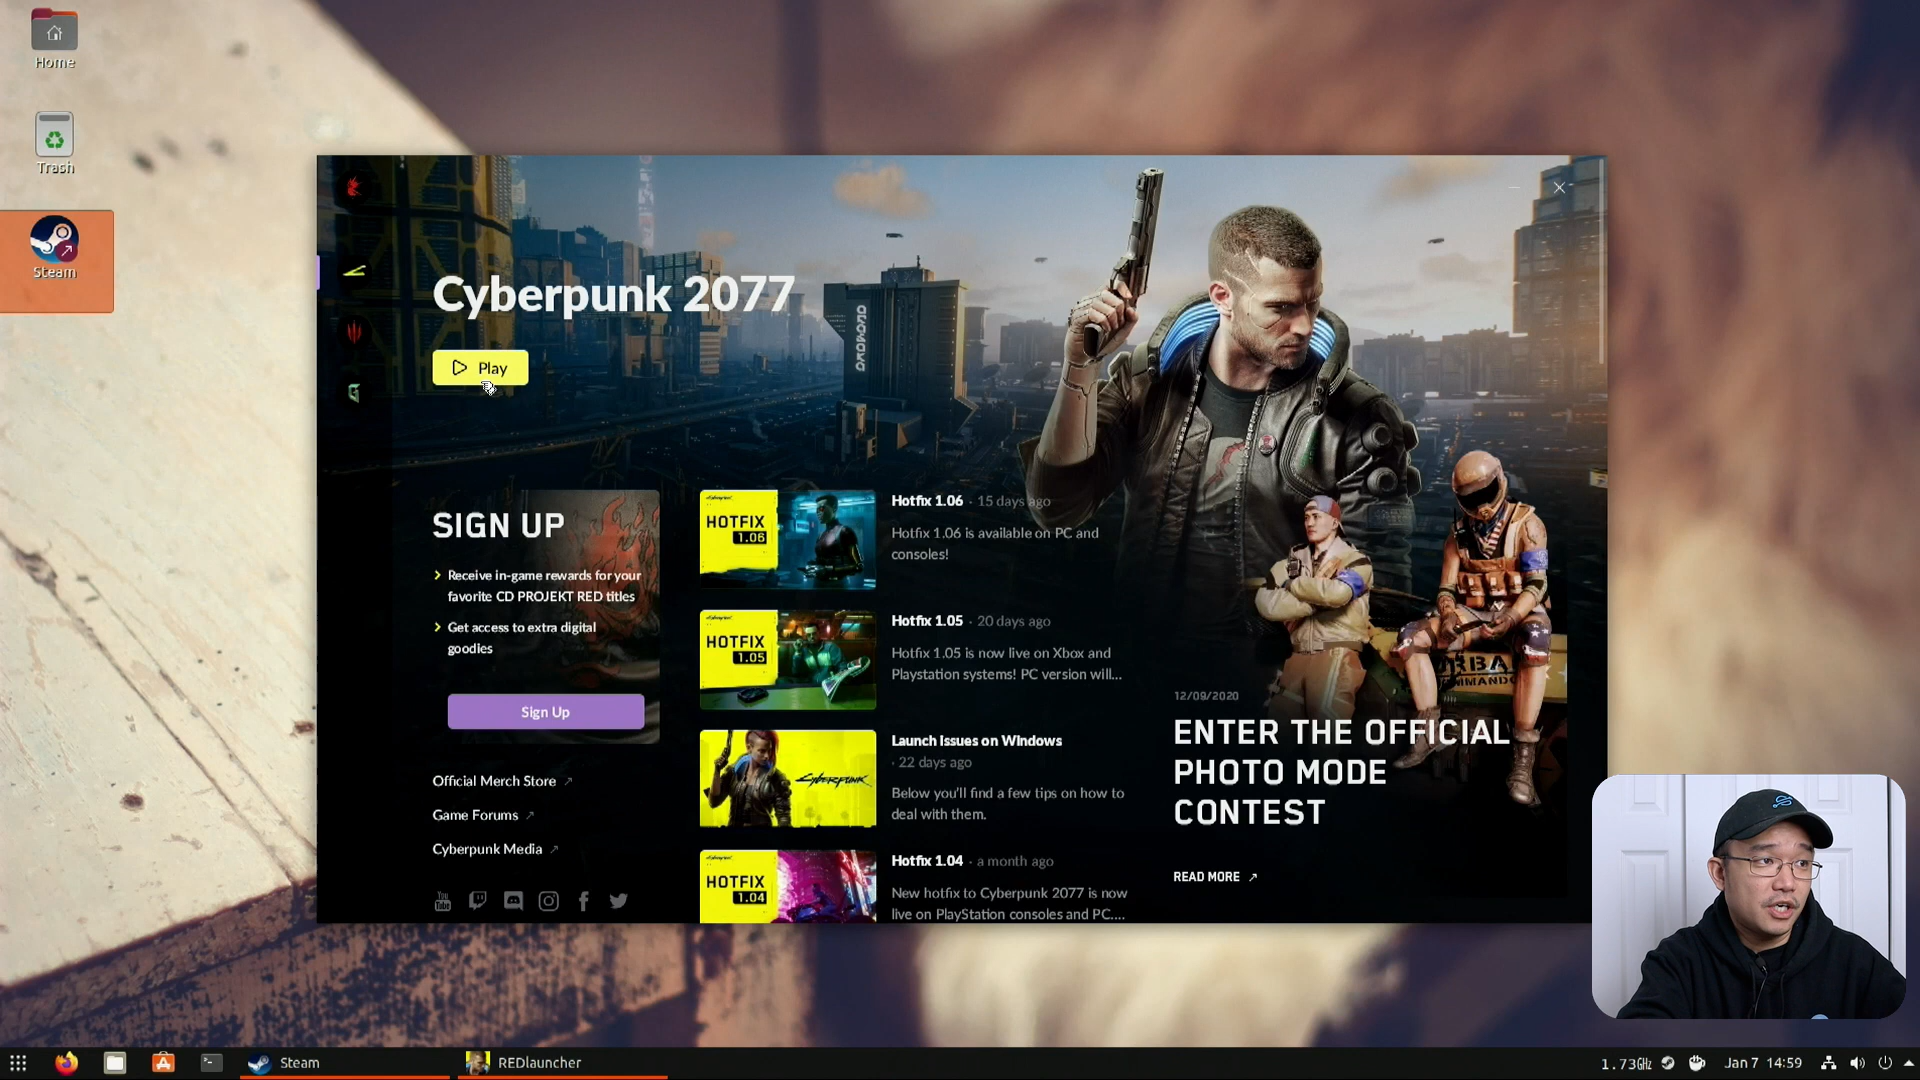 Home
Trash
Steam
Cyberpunk 2077
Play
SIGN UP
Receive in-game rewards for your
favorite CD PROJEKT RED titles
Get access to extra digital
goodies
Sign Up
Official Merch Store
Game Forums
Cyberpunk Media
You
Tube
HOTFIX
1.06
Hotfix 1.06 · 15 days ago
Hotfix 1.06 is available on PC and
consoles!
HOTFIX
1.05
Hotfix 1.05 · 20 days ago
Hotfix 1.05 is now live on Xbox and
Playstation systems! PC version will...
CYBERPUNK
Launch Issues on Windows
· 22 days ago
Below you'll find a few tips on how to
deal with them.
HOTFIX
1.04
Hotfix 1.04 · a month ago
New hotfix to Cyberpunk 2077 is now
live on PlayStation consoles and PC....
12/09/2020
ENTER THE OFFICIAL
PHOTO MODE
CONTEST
READ MORE
Steam
REDlauncher
1.73GHz
Jan 7 14:59